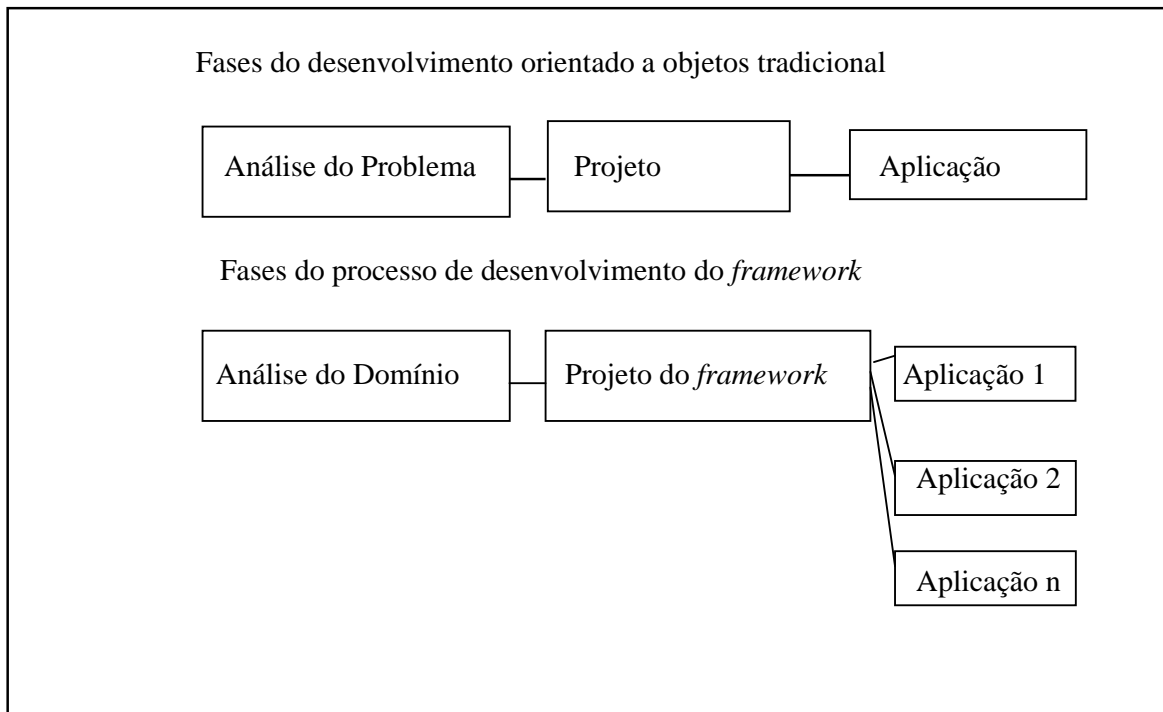 Fases do desenvolvimento orientado a objetos tradicional
Análise do Problema
Projeto
Aplicação
Fases do processo de desenvolvimento do framework
Análise do Domínio
Projeto do framework
Aplicação 1
Aplicação 2
Aplicação n